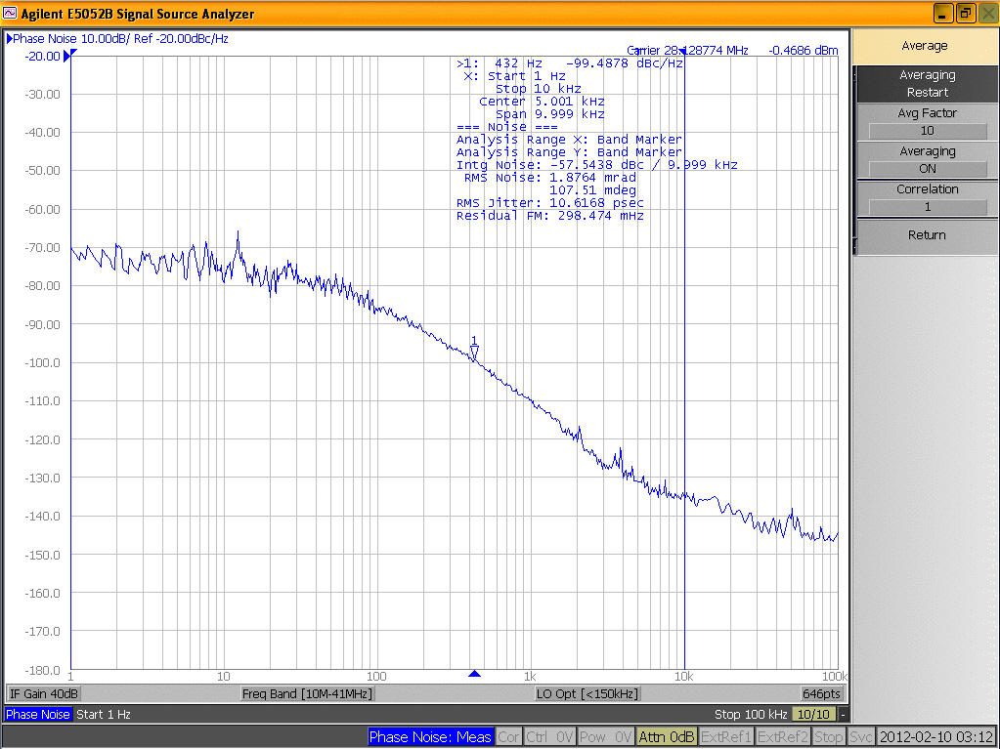 Agilent E5052B Signal Source Analyzer
Phase Noise 10.00dB/ Ref -20.00dBc/Hz
Carrier 28.128774 MHz -0.4686 dBm
>1: 432 Hz -99.4878 dBc/Hz
X: Start 1 Hz
Stop 10 kHz
Center 5.001 kHz
Span 9.999 kHz
=== Noise ===
Analysis Range X: Band Marker
Analysis Range Y: Band Marker
Intg Noise: -57.5438 dBc / 9.999 kHz
RMS Noise: 1.8764 mrad
107.51 mdeg
RMS Jitter: 10.6168 psec
Residual FM: 298.474 mHz
-20.00
-30.00
-40.00
-50.00
-60.00
-70.00
-80.00
-90.00
-100.0
-110.0
-120.0
-130.0
-140.0
-150.0
-160.0
-170.0
-180.0
1
1 10 100 1k 10k 100k
IF Gain 40dB Freq Band [10M-41MHz] LO Opt [<150kHz] 646pts
Phase Noise Start 1 Hz Stop 100 kHz 10/10
Average
Averaging
Restart
Avg Factor
10
Averaging
ON
Correlation
1
Return
Phase Noise: Meas Cor Ctrl 0V Pow 0V Attn 0dB ExtRef1 ExtRef2 Stop Svc 2012-02-10 03:12